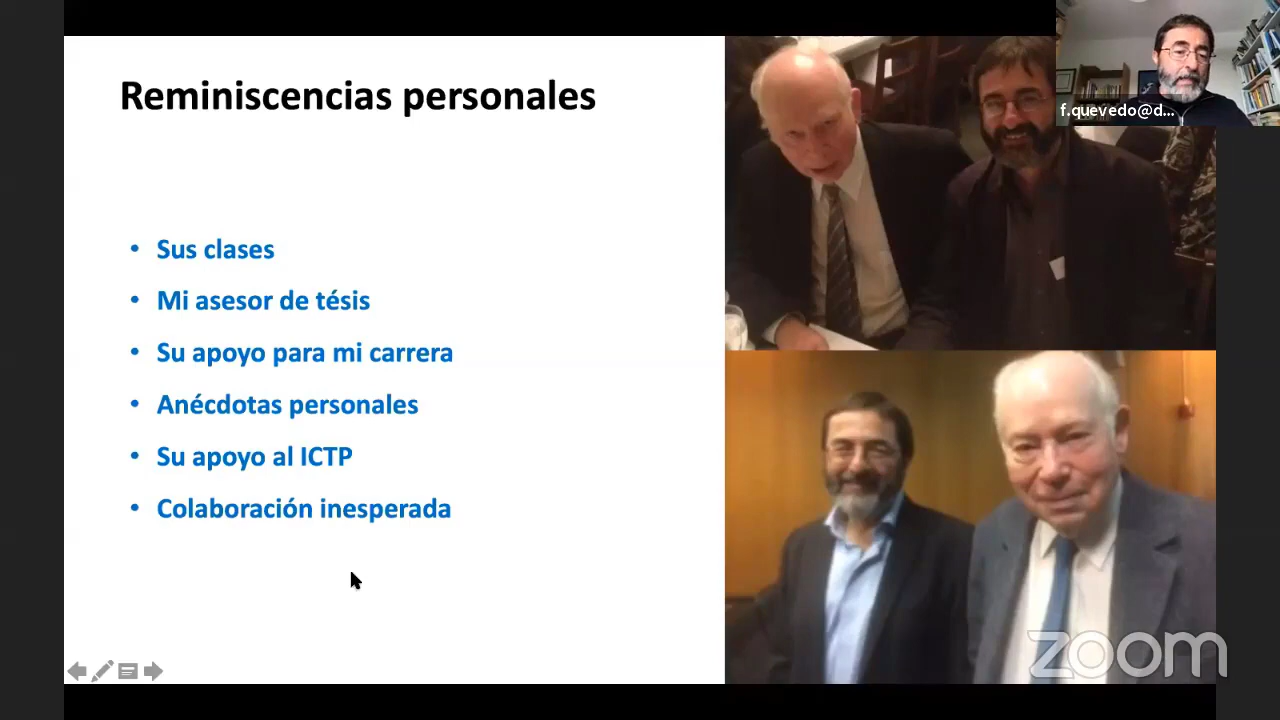 Reminiscencias personales
f.quevedo@d...
• Sus clases
• Mi asesor de tésis
• Su apoyo para mi carrera
• Anécdotas personales
• Su apoyo al ICTP
• Colaboración inesperada
zoom